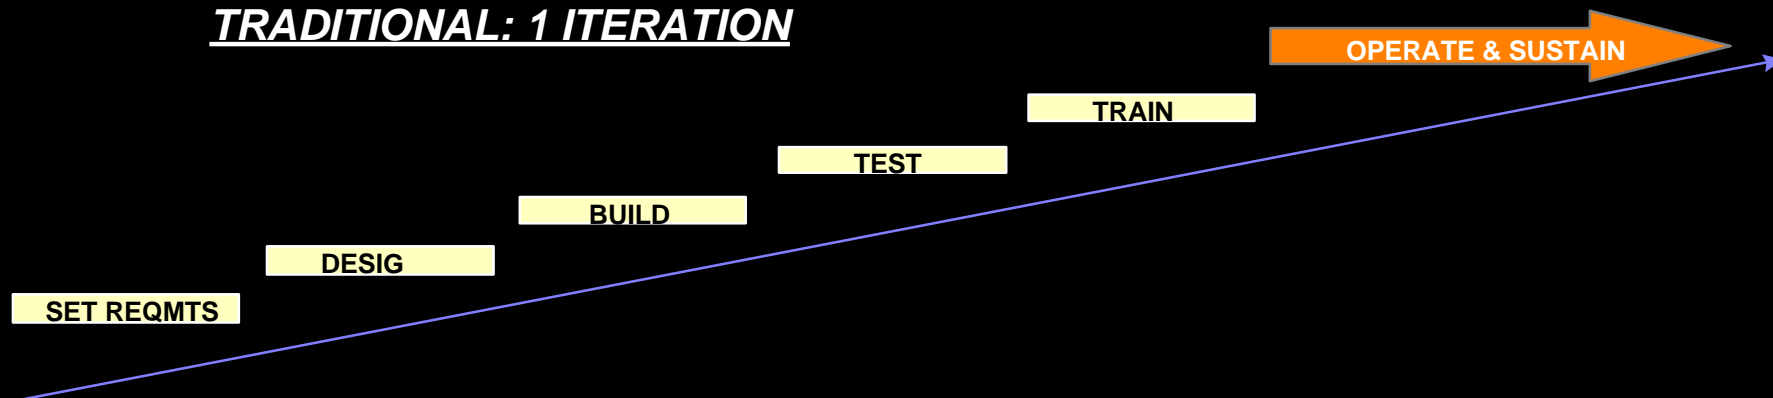 TRADITIONAL: 1 ITERATION
OPERATE & SUSTAIN
TRAIN
TEST
BUILD
DESIG
SET REQMTS